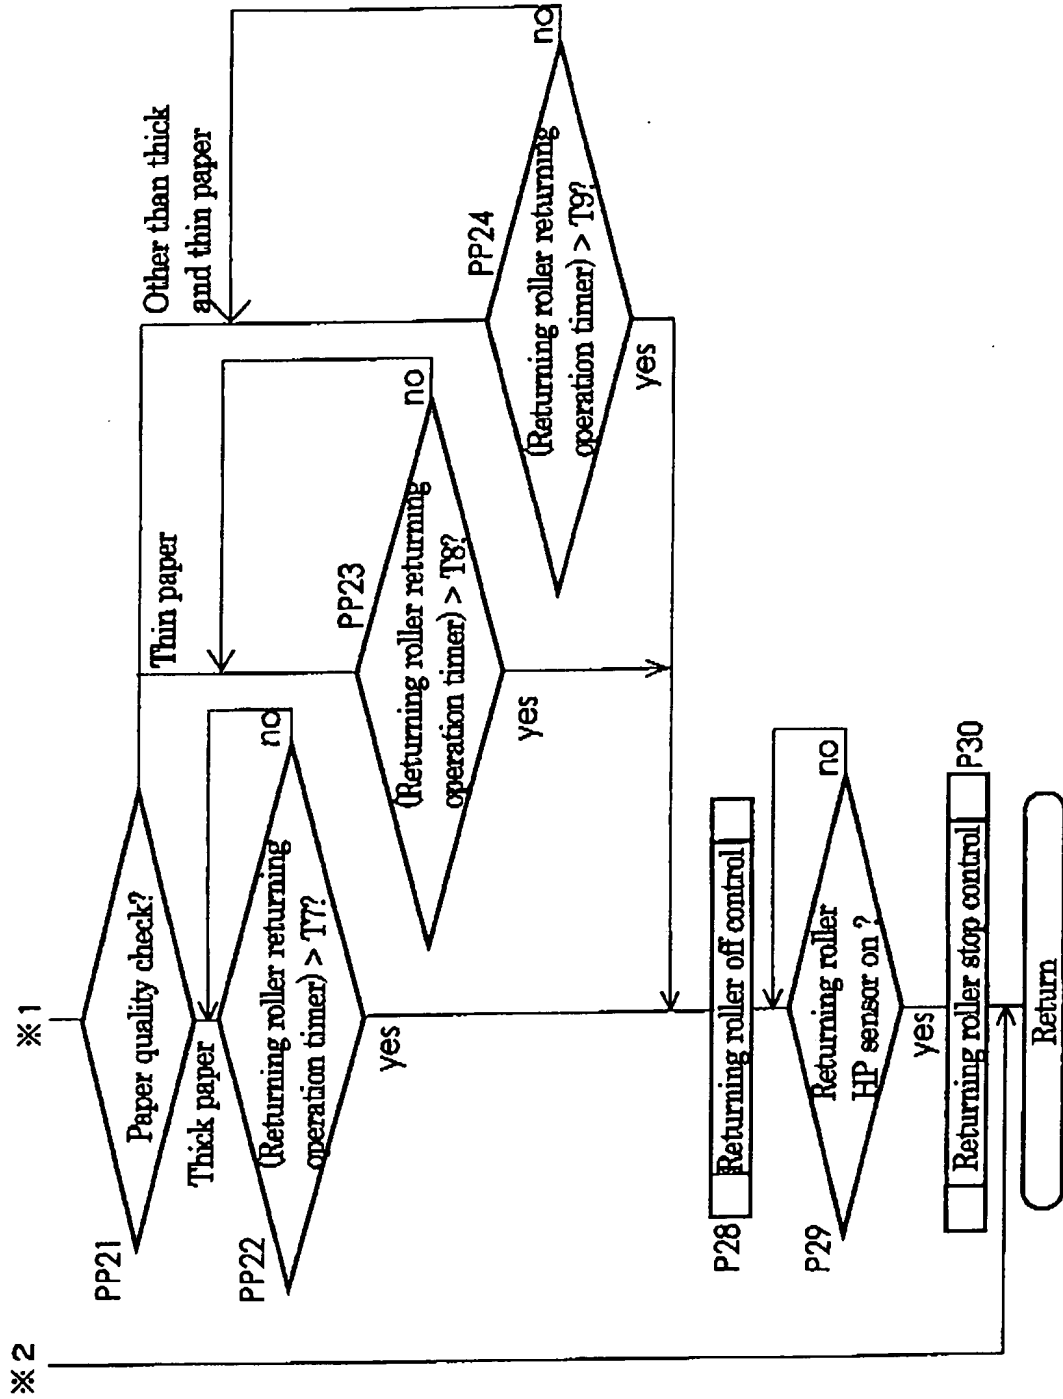 ※1
※2
PP21
Paper quality check?
Thick paper
Thin paper
Other than thick
and thin paper
PP22
(Returning roller returning
operation timer) > T7?
no
yes
PP23
(Returning roller returning
operation timer) > T8?
no
yes
PP24
(Returning roller returning
operation timer) > T9?
no
yes
P28
Returning roller off control
P29
Returning roller
HP sensor on ?
no
yes
Returning roller stop control
P30
Return